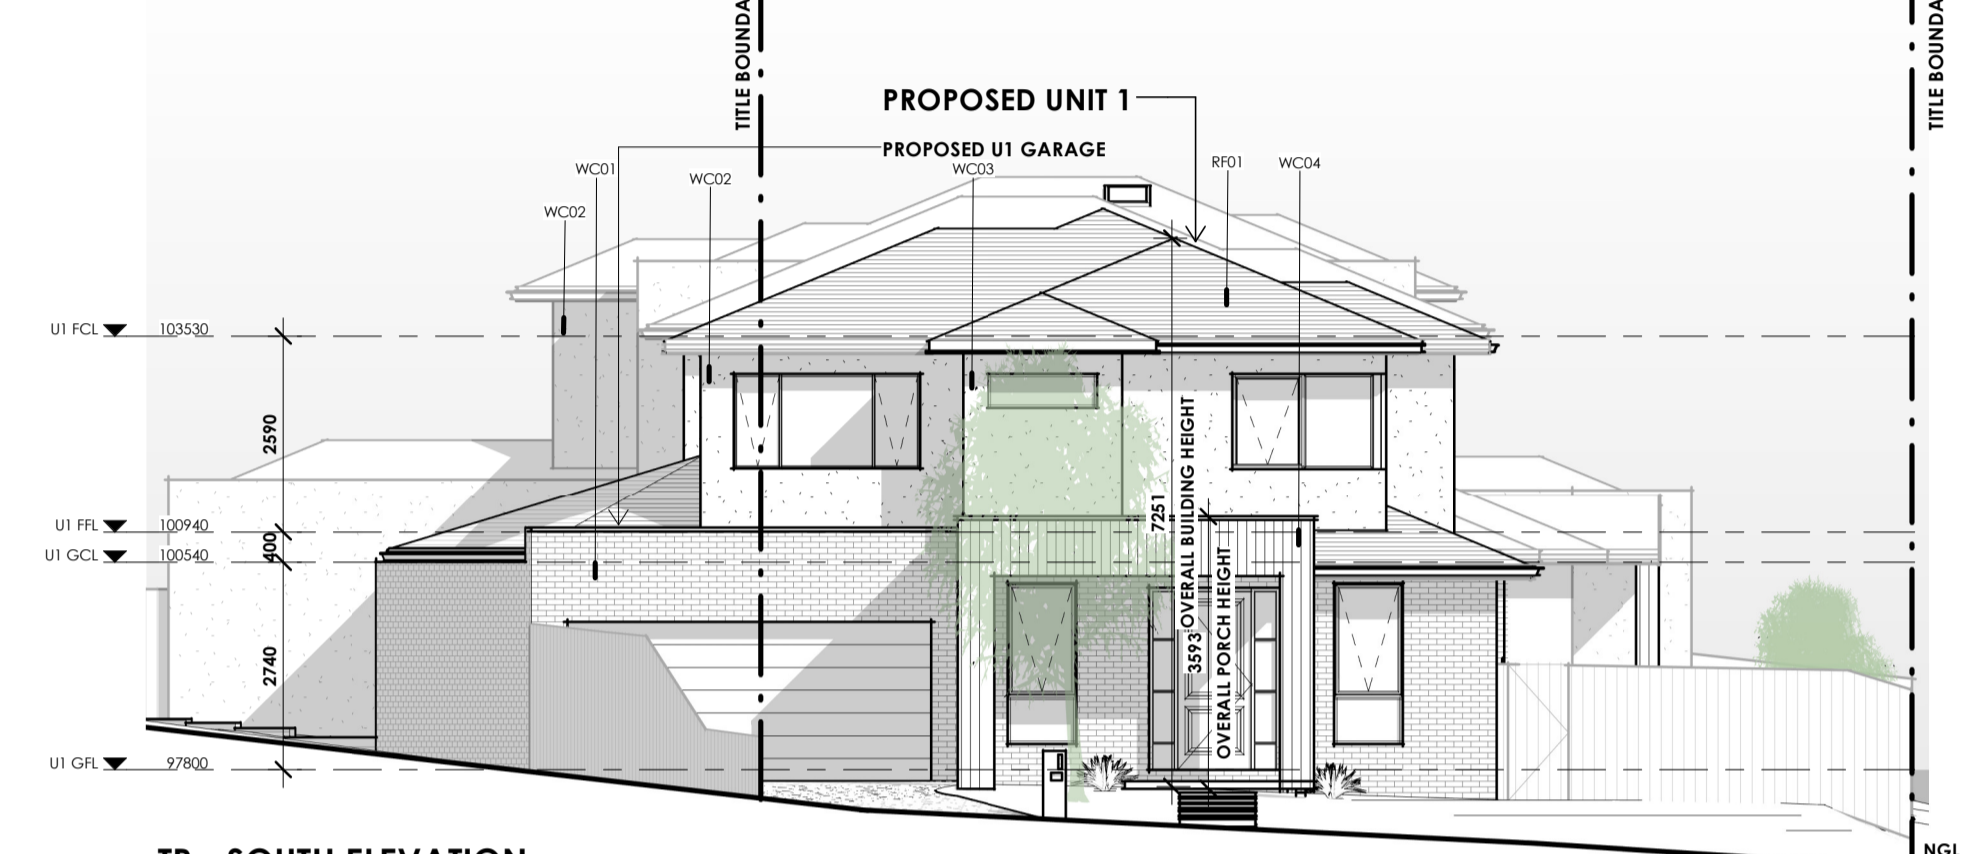 TITLE BOUNDA
TITLE BOUNDA
PROPOSED UNIT 1
PROPOSED U1 GARAGE
WC01
WC02
WC03
RF01
WC04
WC02
U1 FCL
103530
2590
U1 FFL
100940
400
U1 GCL
100540
7251
OVERALL BUILDING HEIGHT
3593
OVERALL PORCH HEIGHT
2740
U1 GFL
97800
SOUTH ELEVATION
NGL